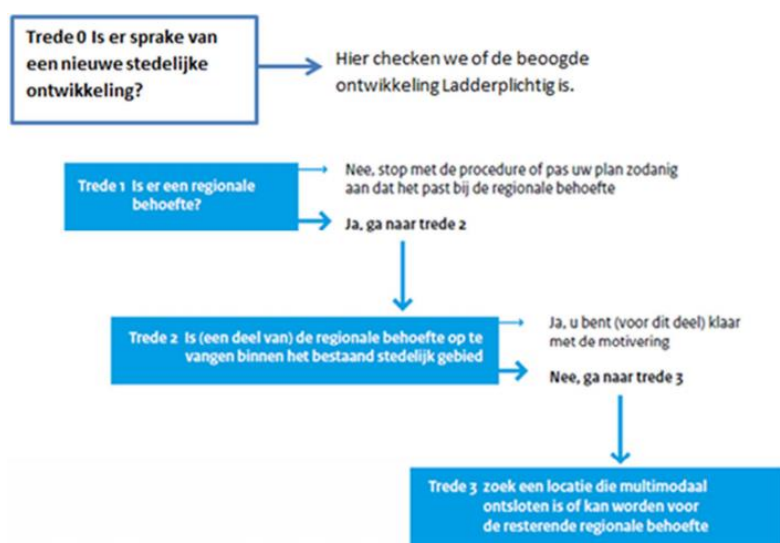 Trede 0 Is er sprake van
een nieuwe stedelijke
ontwikkeling?
Hier checken we of de beoogde
ontwikkeling Ladderplichtig is.
Trede 1 Is er een regionale
behoefte?
Nee, stop met de procedure of pas uw plan zodanig
aan dat het past bij de regionale behoefte
Ja, ga naar trede 2
Trede 2 Is (een deel van) de regionale behoefte op te
vangen binnen het bestaand stedelijk gebied
Ja, u bent (voor dit deel) klaar
met de motivering
Nee, ga naar trede 3
Trede 3 zoek een locatie die multimodaal
ontsloten is of kan worden voor
de resterende regionale behoefte